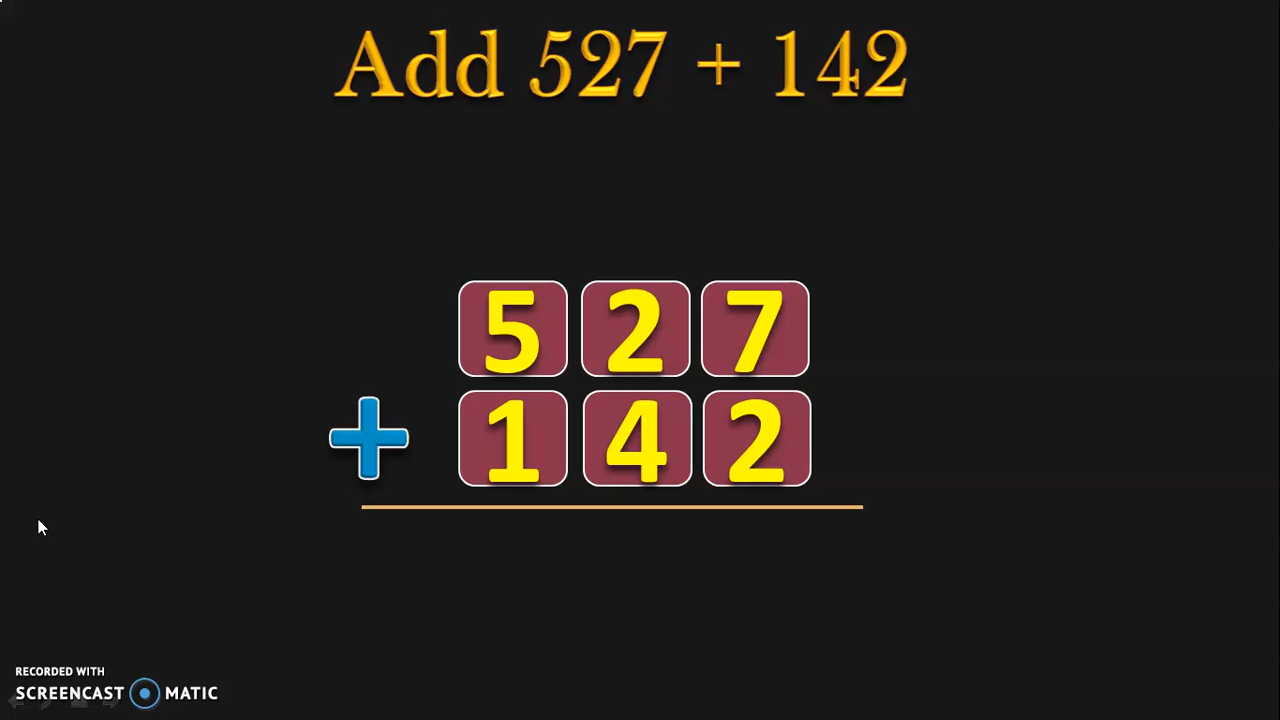 Add 527 + 142
5 2 7
+ 1 4 2
RECORDED WITH
SCREENCAST MATIC